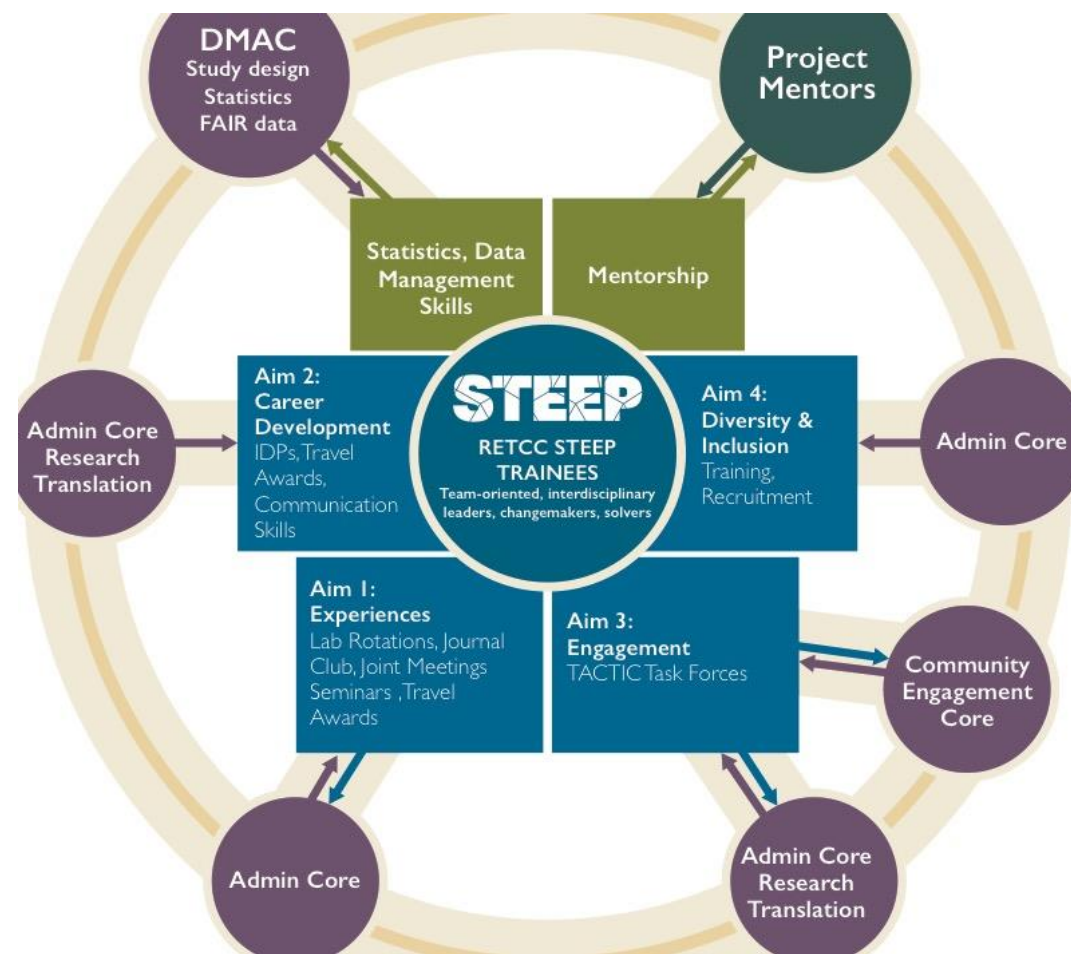 DMAC
Study design
Statistics
FAIR data
Project
Mentors
Statistics, Data
Management
Skills
Mentorship
Admin Core
Research
Translation
Aim 2:
Career
Development
IDPs, Travel
Awards,
Communication
Skills
STEEP
RETCC STEEP
TRAINEES
Team-oriented, interdisciplinary
leaders, changemakers, solvers
Aim 4:
Diversity &
Inclusion
Training,
Recruitment
Admin Core
Aim 1:
Experiences
Lab Rotations, Journal
Club, Joint Meetings
Seminars ,Travel
Awards
Aim 3:
Engagement
TACTIC Task Forces
Community
Engagement
Core
Admin Core
Admin Core
Research
Translation